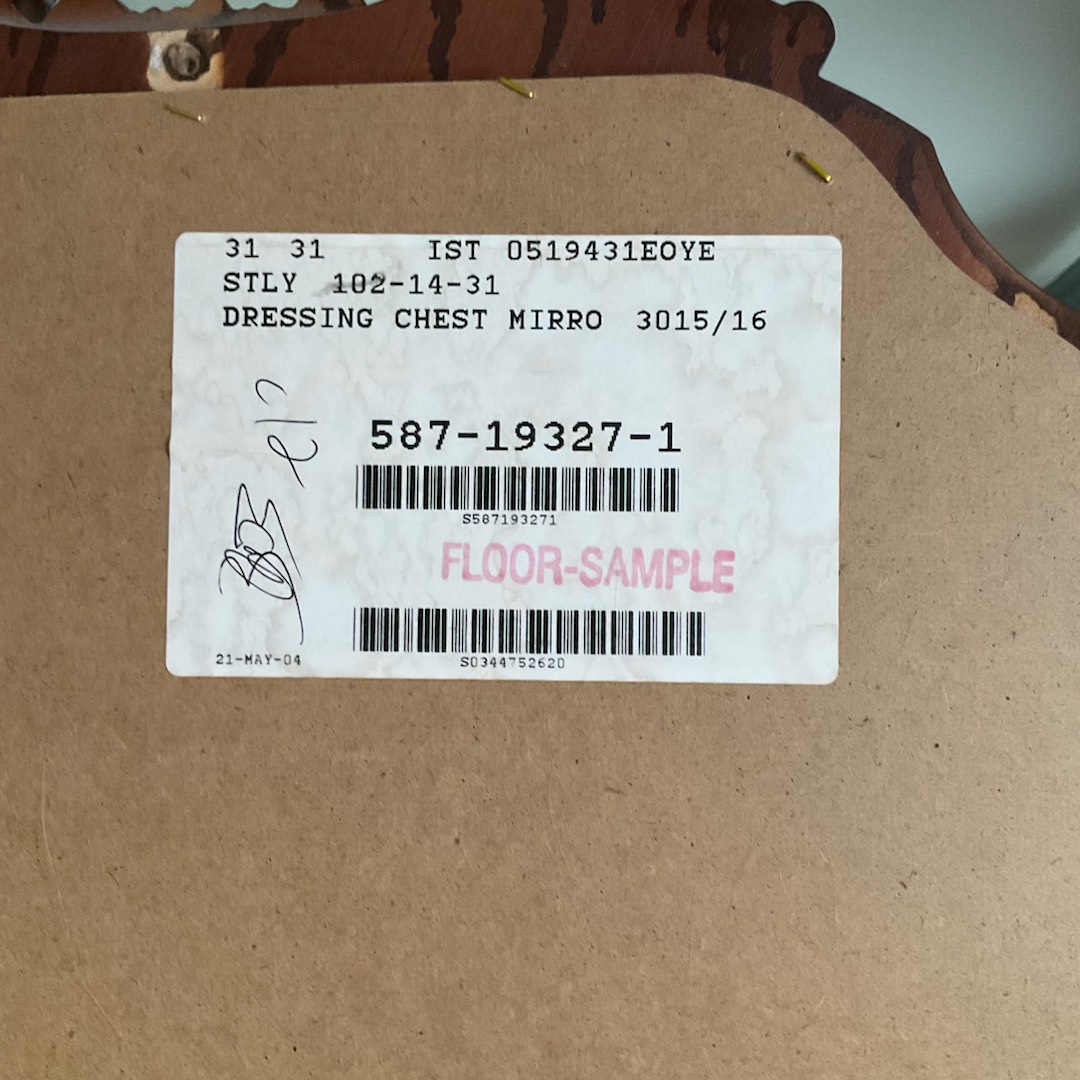 31 31 IST 0519431EOYE
STLY 102-14-31
DRESSING CHEST MIRRO 3015/16
587-19327-1
S587193271
FLOOR-SAMPLE
S0344752620
21-MAY-04